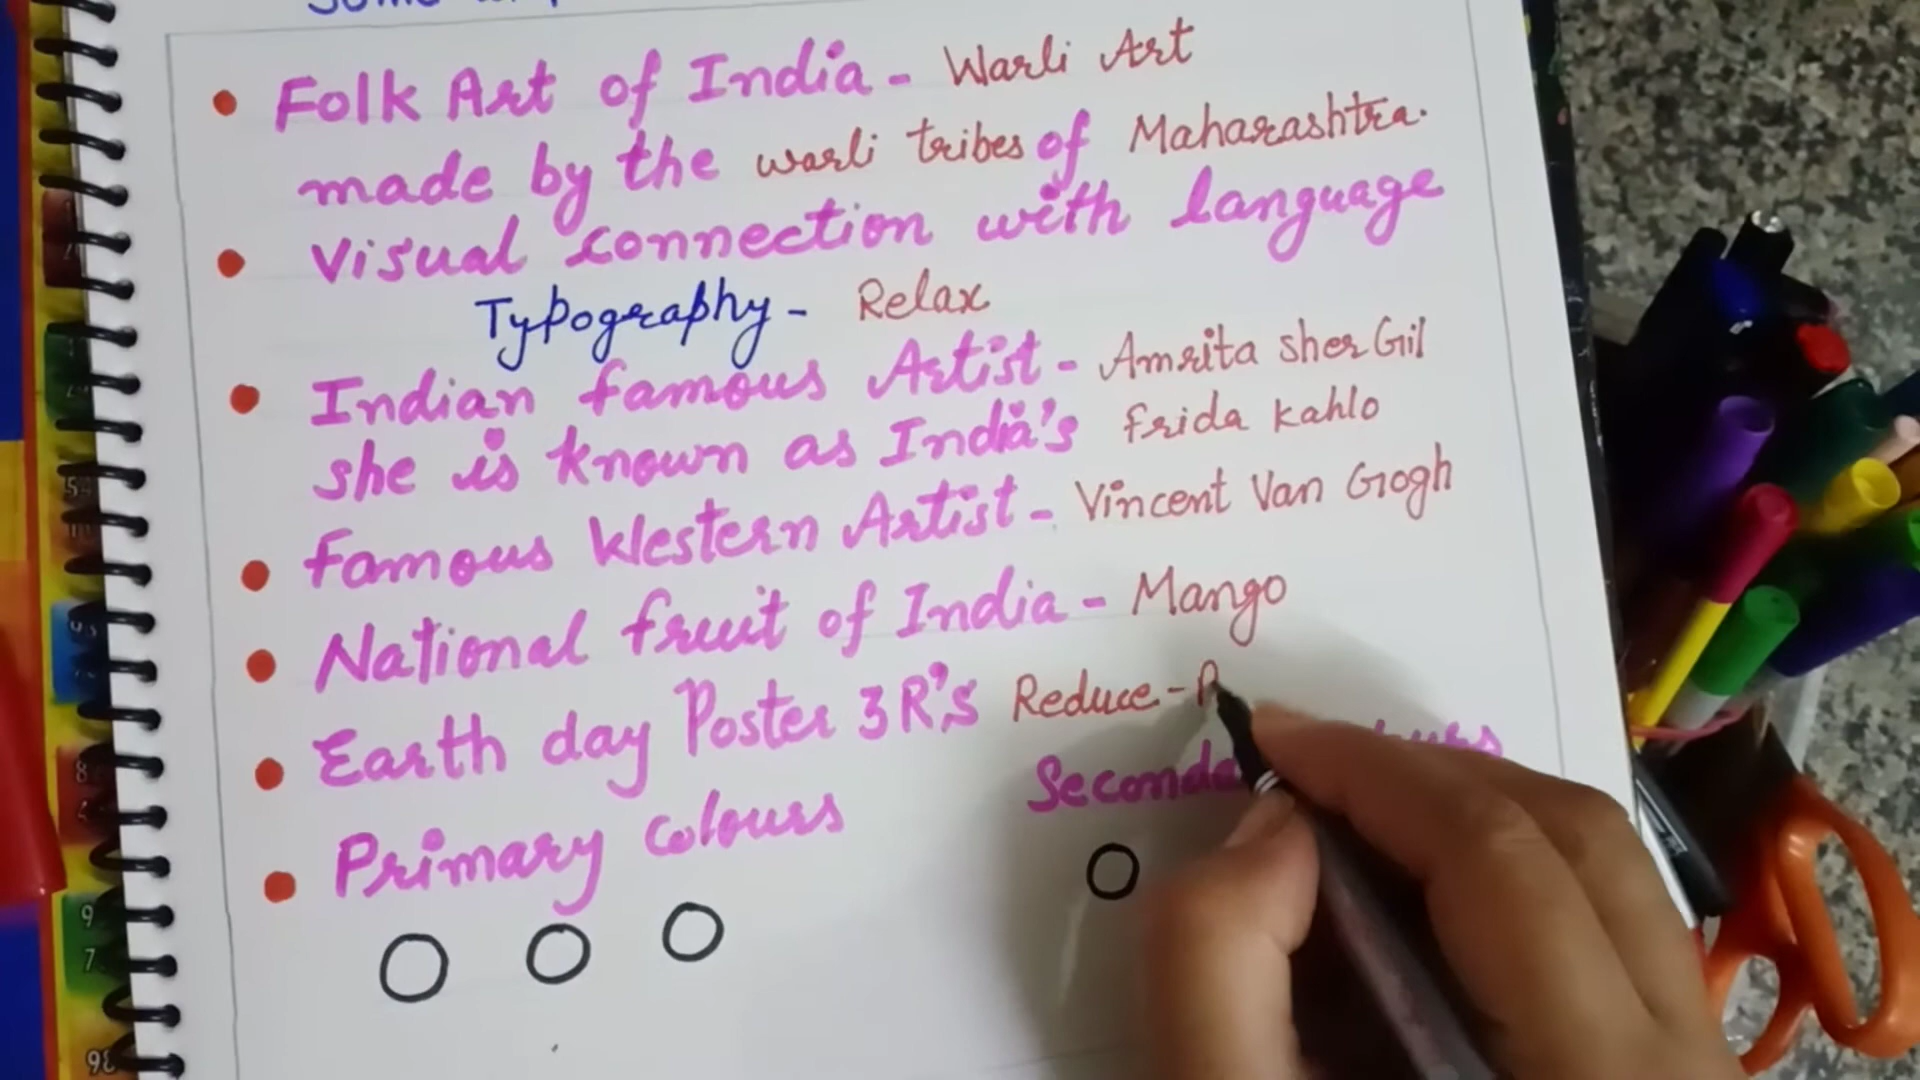 Folk Art of India - Warli Art
made by the warli tribes of Maharashtra.
Visual connection with language
Typography - Relax
Indian famous Artist - Amrita sher Gil
she is known as India's frida kahlo
Famous Western Artist - Vincent Van Gogh
National fruit of India - Mango
Earth day Poster 3R's Reduce - R
Primary colours